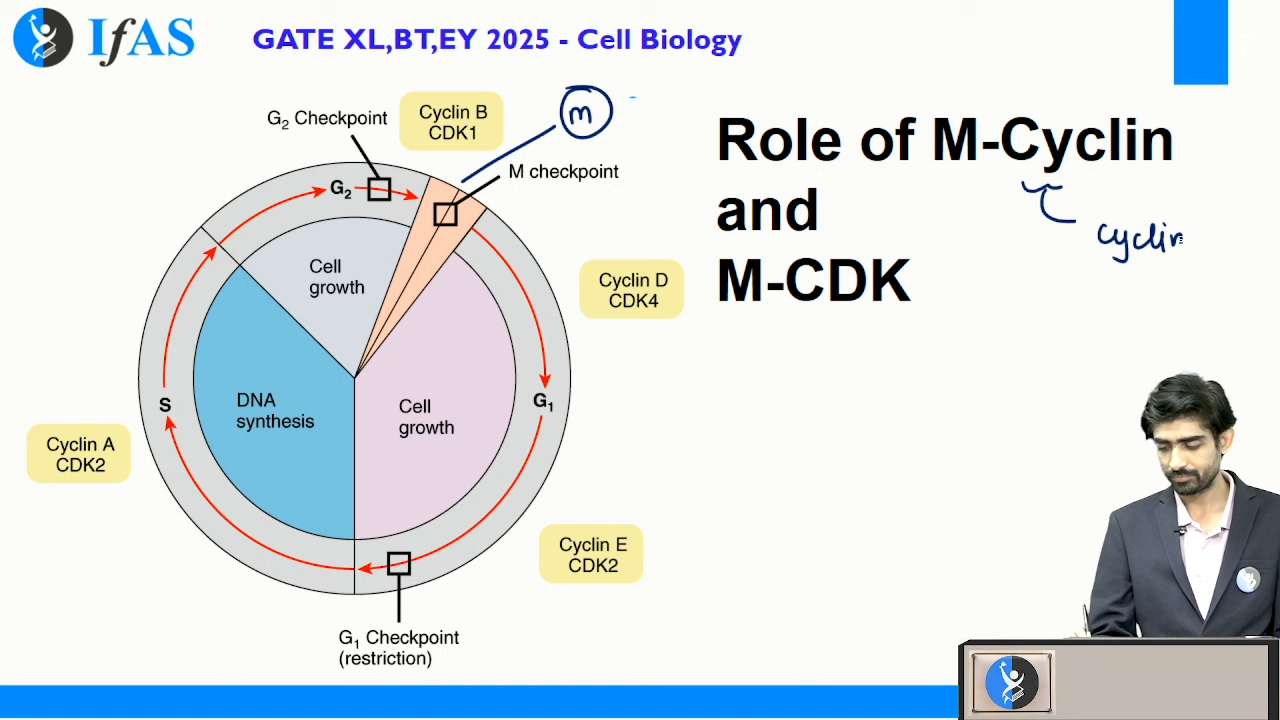 IfAS
GATE XL,BT,EY 2025 - Cell Biology
G₂ Checkpoint
Cyclin B
CDK1
m
M checkpoint
G₂
Cell
growth
Cyclin D
CDK4
Role of M-Cyclin
and
M-CDK
cyclin
DNA
synthesis
Cell
growth
G₁
S
Cyclin A
CDK2
Cyclin E
CDK2
G₁ Checkpoint
(restriction)